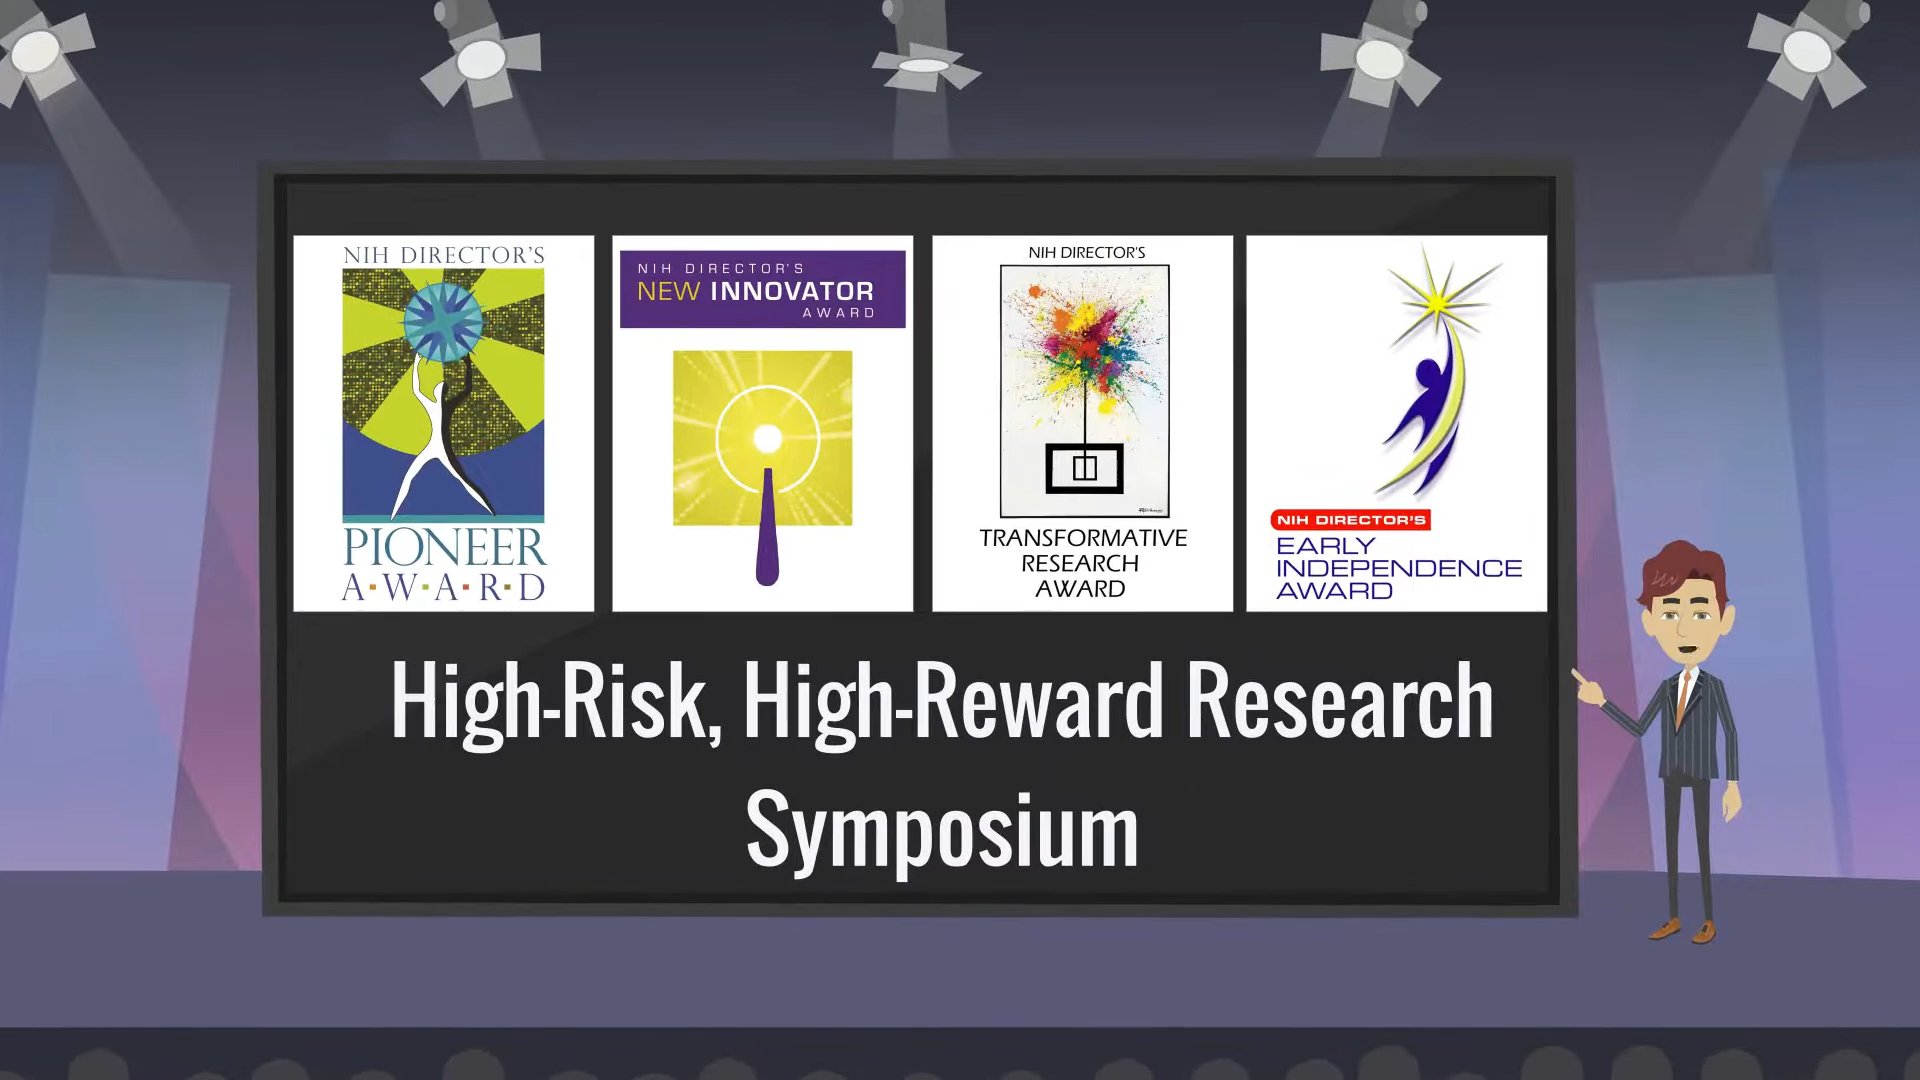 NIH DIRECTOR'S
PIONEER
A·W·A·R·D
NIH DIRECTOR'S
NEW INNOVATOR
AWARD
NIH DIRECTOR'S
TRANSFORMATIVE
RESEARCH
AWARD
NIH DIRECTOR'S
EARLY
INDEPENDENCE
AWARD
High-Risk, High-Reward Research
Symposium